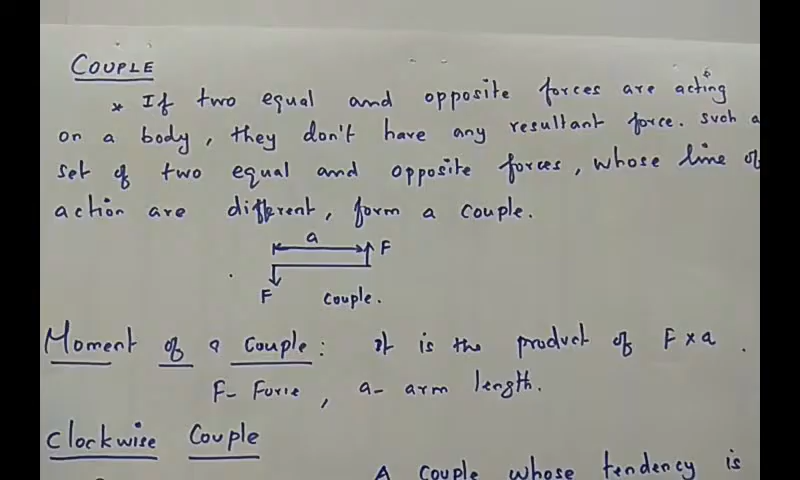 COUPLE
* If two equal and opposite forces are acting
on a body, they don't have any resultant force. Such a
set of two equal and opposite forces, whose line of
action are different, form a couple.
a
F
F
couple.
Moment of a couple: it is the product of F x a.
F- Force, a- arm length.
Clockwise Couple
A couple whose tendency is